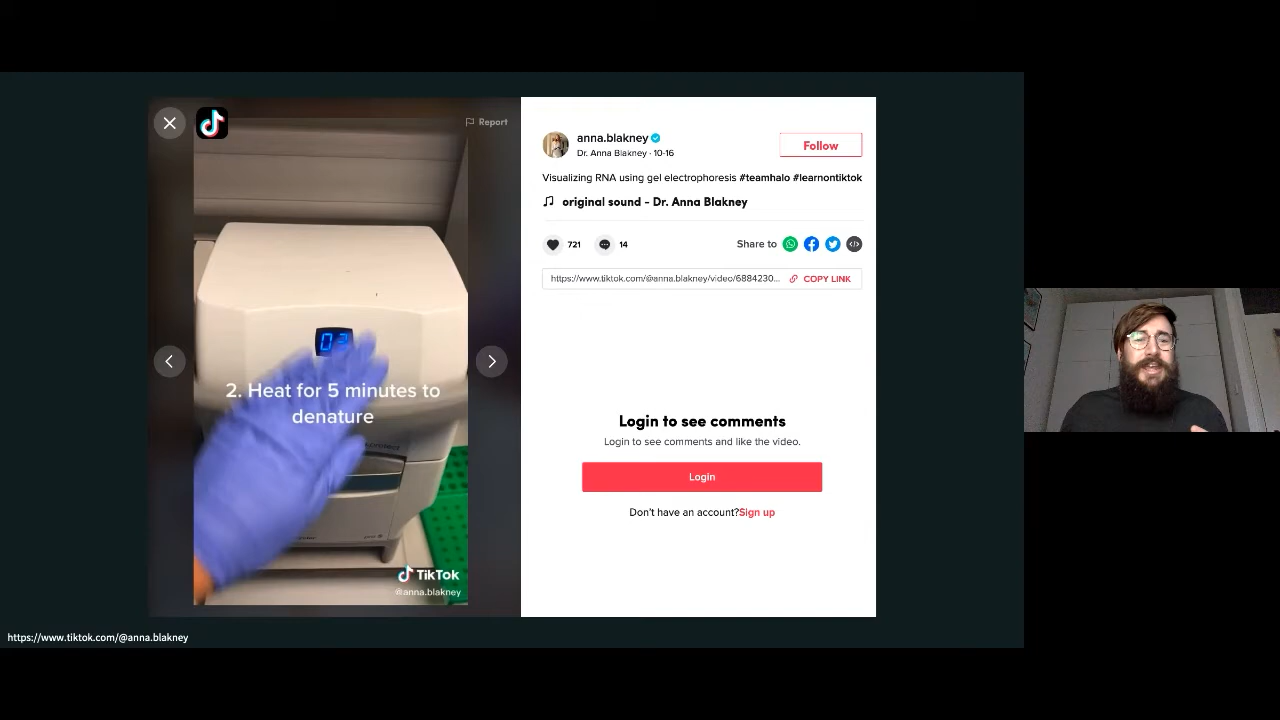 Report
03
2. Heat for 5 minutes to
denature
TikTok
@anna.blakney
anna.blakney
Dr. Anna Blakney · 10-16
Follow
Visualizing RNA using gel electrophoresis #teamhalo #learnontiktok
original sound - Dr. Anna Blakney
721
14
Share to
https://www.tiktok.com/@anna.blakney/video/6884230...
COPY LINK
Login to see comments
Login to see comments and like the video.
Login
Don't have an account?Sign up
https://www.tiktok.com/@anna.blakney